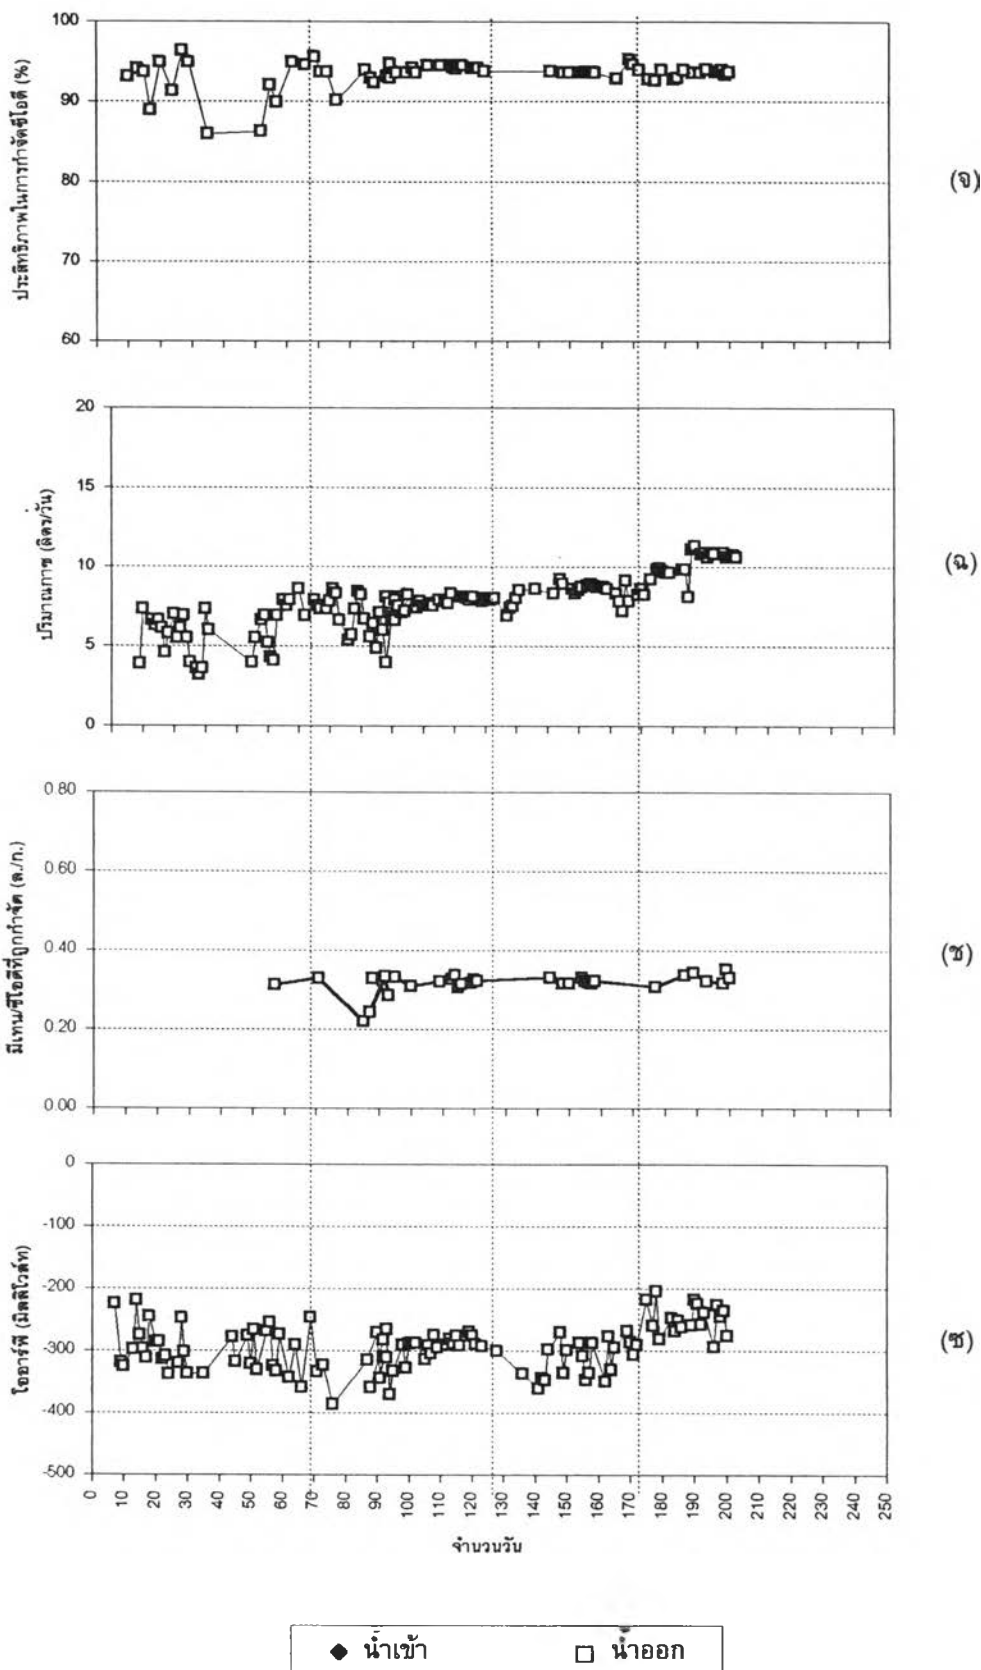 ประสิทธิภาพในการกำจัดซีโอดี (%)
100
90
80
70
60
(จ)
ปริมาณกาซ (ลิตร/วัน)
20
15
10
5
0
(ฉ)
มีเทน/ซีโอดีที่ถูกกำจัด (ล./ก.)
0.80
0.60
0.40
0.20
0.00
(ช)
โออาร์พี (มิลลิโวล์ท)
0
-100
-200
-300
-400
-500
(ซ)
0 10 20 30 40 50 60 70 80 90 100 110 120 130 140 150 160 170 180 190 200 210 220 230 240 250
จำนวนวัน
น้ำเข้า น้ำออก